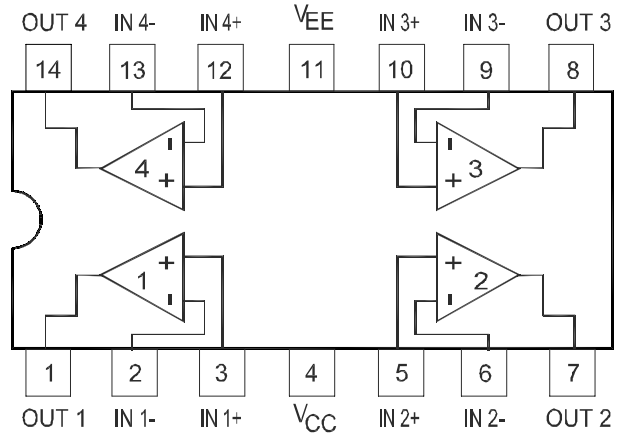 OUT 4 IN 4- IN 4+ VEE IN 3+ IN 3- OUT 3
14 13 12 11 10 9 8
- -
4 3
+ +
+ +
1 2
- -
1 2 3 4 5 6 7
OUT 1 IN 1- IN 1+ VCC IN 2+ IN 2- OUT 2